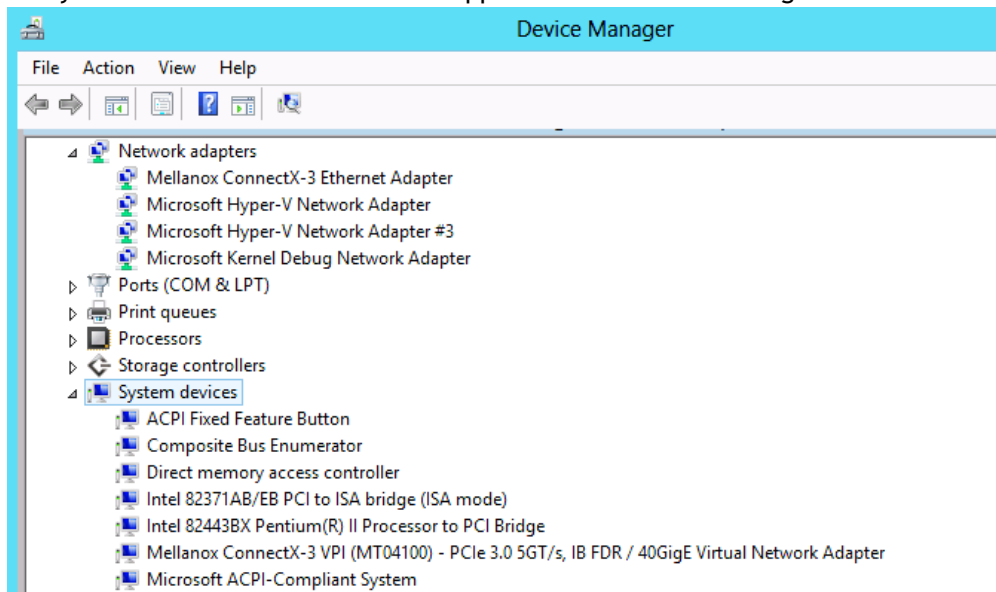 Device Manager
File Action View Help
Network adapters
Mellanox ConnectX-3 Ethernet Adapter
Microsoft Hyper-V Network Adapter
Microsoft Hyper-V Network Adapter #3
Microsoft Kernel Debug Network Adapter
Ports (COM & LPT)
Print queues
Processors
Storage controllers
System devices
ACPI Fixed Feature Button
Composite Bus Enumerator
Direct memory access controller
Intel 82371AB/EB PCI to ISA bridge (ISA mode)
Intel 82443BX Pentium(R) II Processor to PCI Bridge
Mellanox ConnectX-3 VPI (MT04100) - PCIe 3.0 5GT/s, IB FDR / 40GigE Virtual Network Adapter
Microsoft ACPI-Compliant System